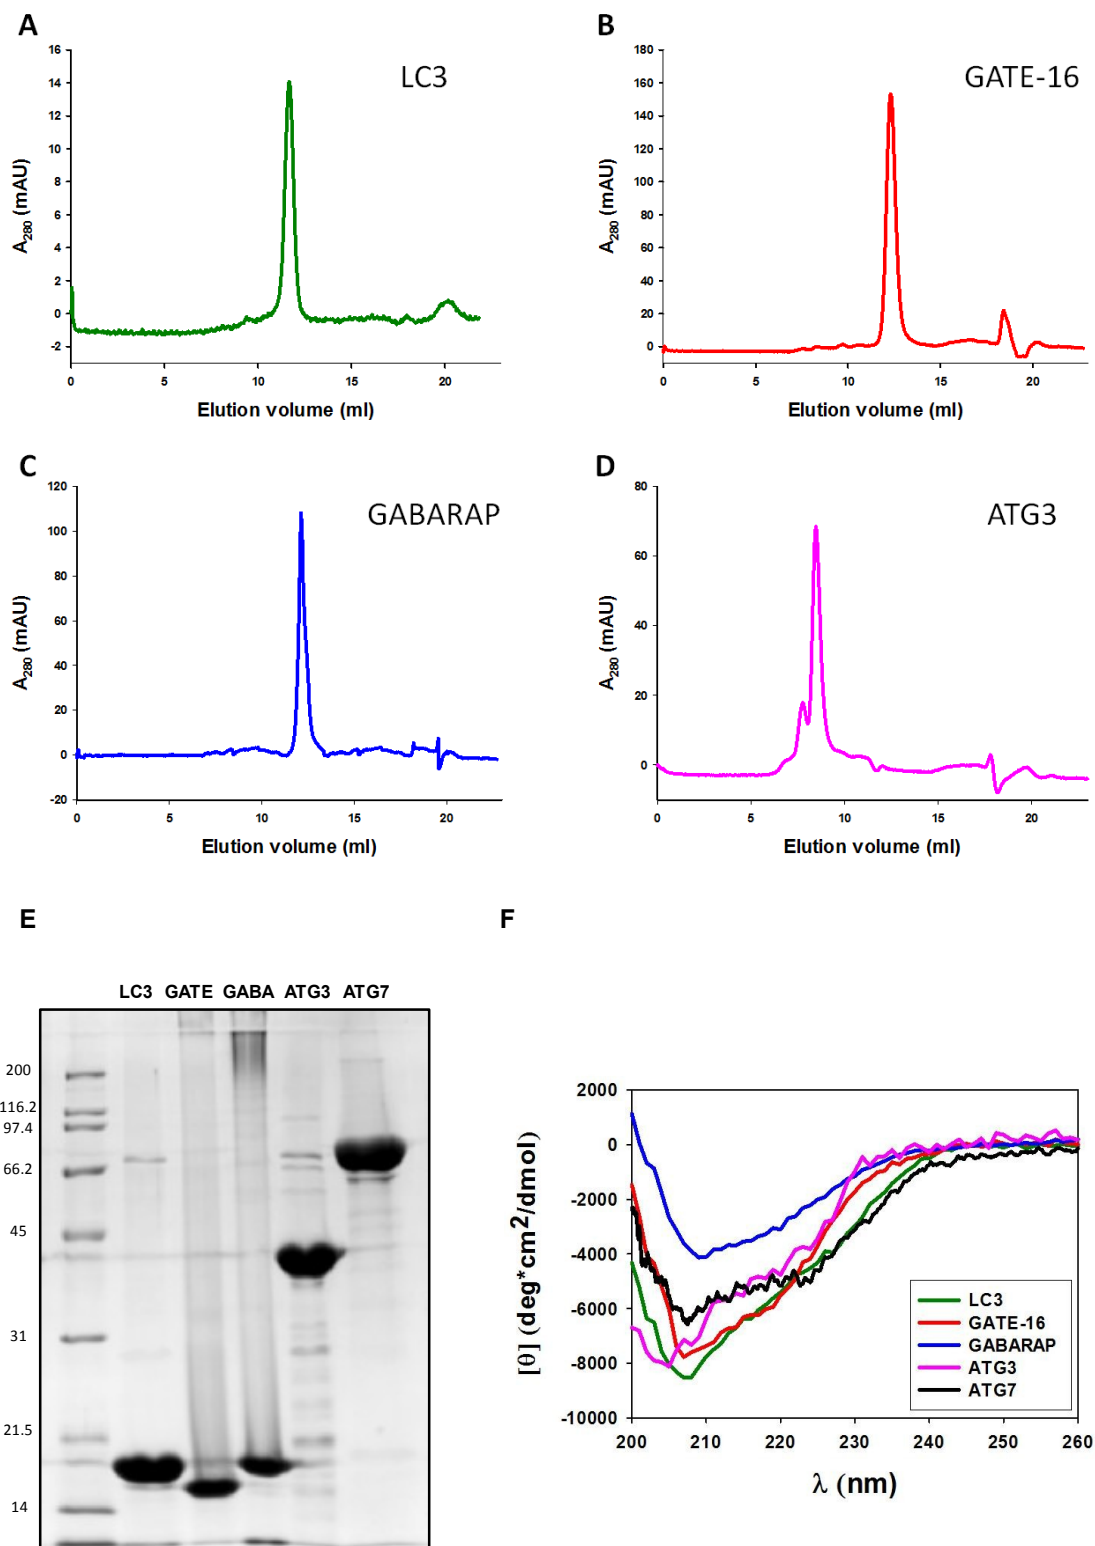 A
LC3
16
14
12
10
8
6
4
2
0
-2
A280 (mAU)
0 5 10 15 20
Elution volume (ml)
B
GATE-16
180
160
140
120
100
80
60
40
20
0
A280 (mAU)
0 5 10 15 20
Elution volume (ml)
C
GABARAP
120
100
80
60
40
20
0
-20
A280 (mAU)
0 5 10 15 20
Elution volume (ml)
D
ATG3
80
60
40
20
0
A280 (mAU)
0 5 10 15 20
Elution volume (ml)
E
LC3 GATE GABA ATG3 ATG7
200
116.2
97.4
66.2
45
31
21.5
14
F
2000
0
-2000
-4000
-6000
-8000
-10000
[θ] (deg*cm2/dmol)
LC3
GATE-16
GABARAP
ATG3
ATG7
200 210 220 230 240 250 260
λ (nm)